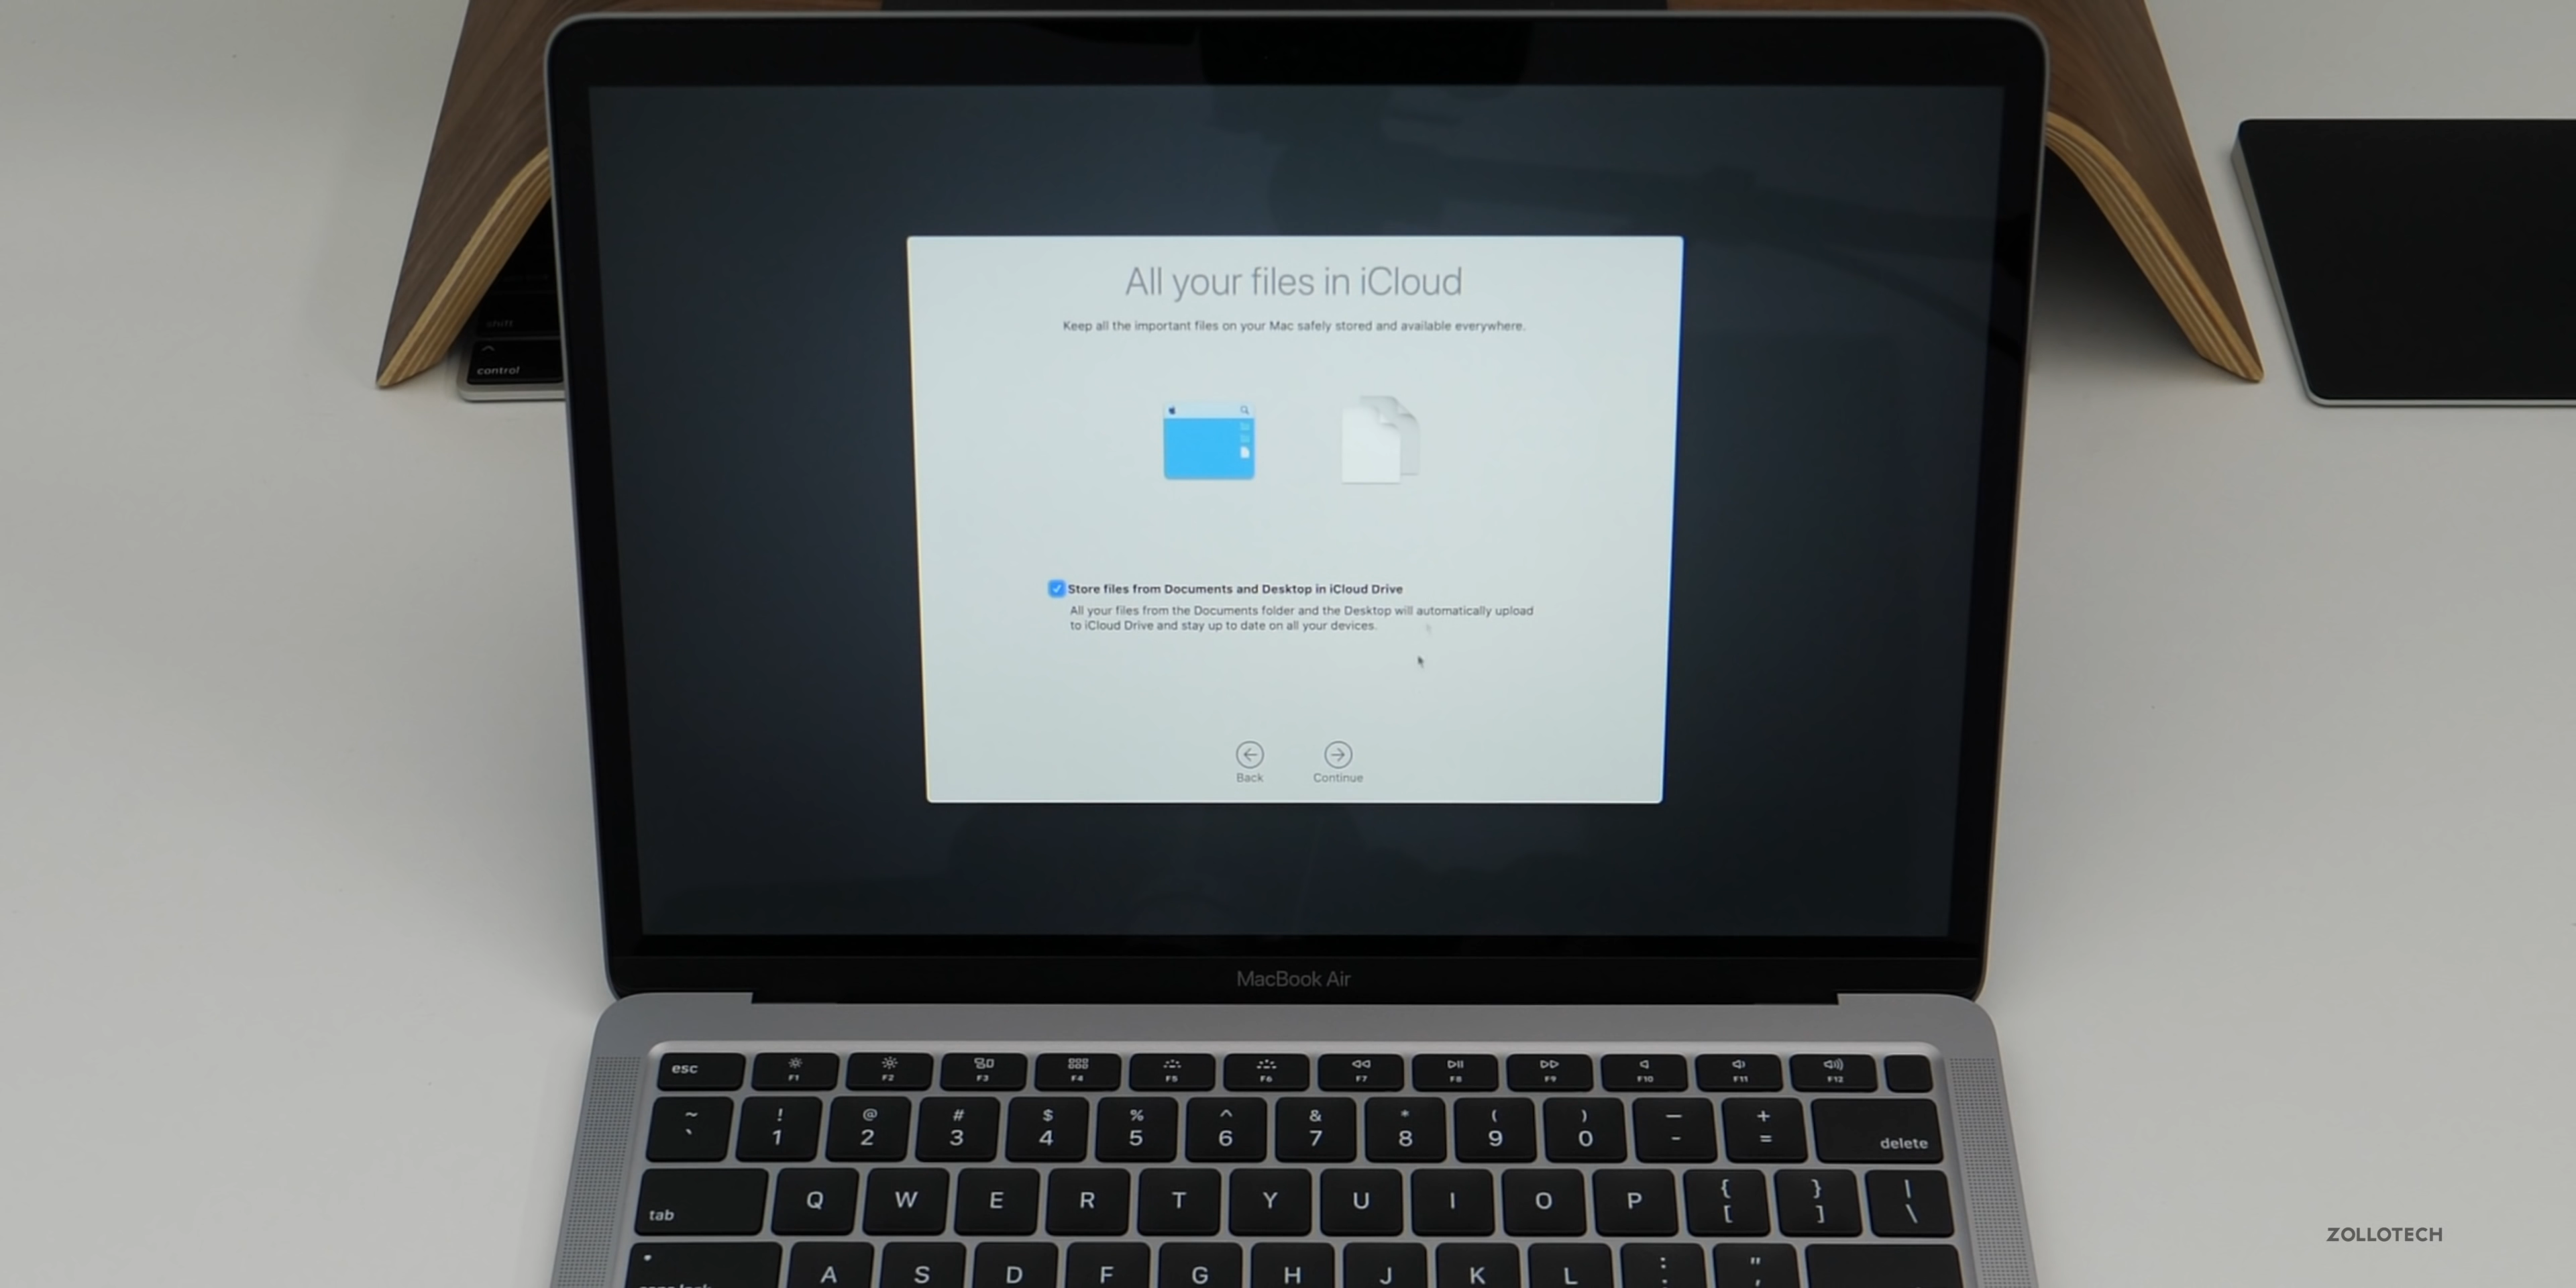 All your files in iCloud
Keep all the important files on your Mac safely stored and available everywhere.
Store files from Documents and Desktop in iCloud Drive
All your files from the Documents folder and the Desktop will automatically upload
to iCloud Drive and stay up to date on all your devices.
Back Continue
shift
control
MacBook Air
esc F1 F2 F3 F4 F5 F6 F7 F8 F9 F10 F11 F12
~ ! @ # $ % ^ & * ( ) — +
` 1 2 3 4 5 6 7 8 9 0 - =
delete
tab Q W E R T Y U I O P { } |
[ ] \
A S D F G H J K L : "
; '
ZOLLOTECH